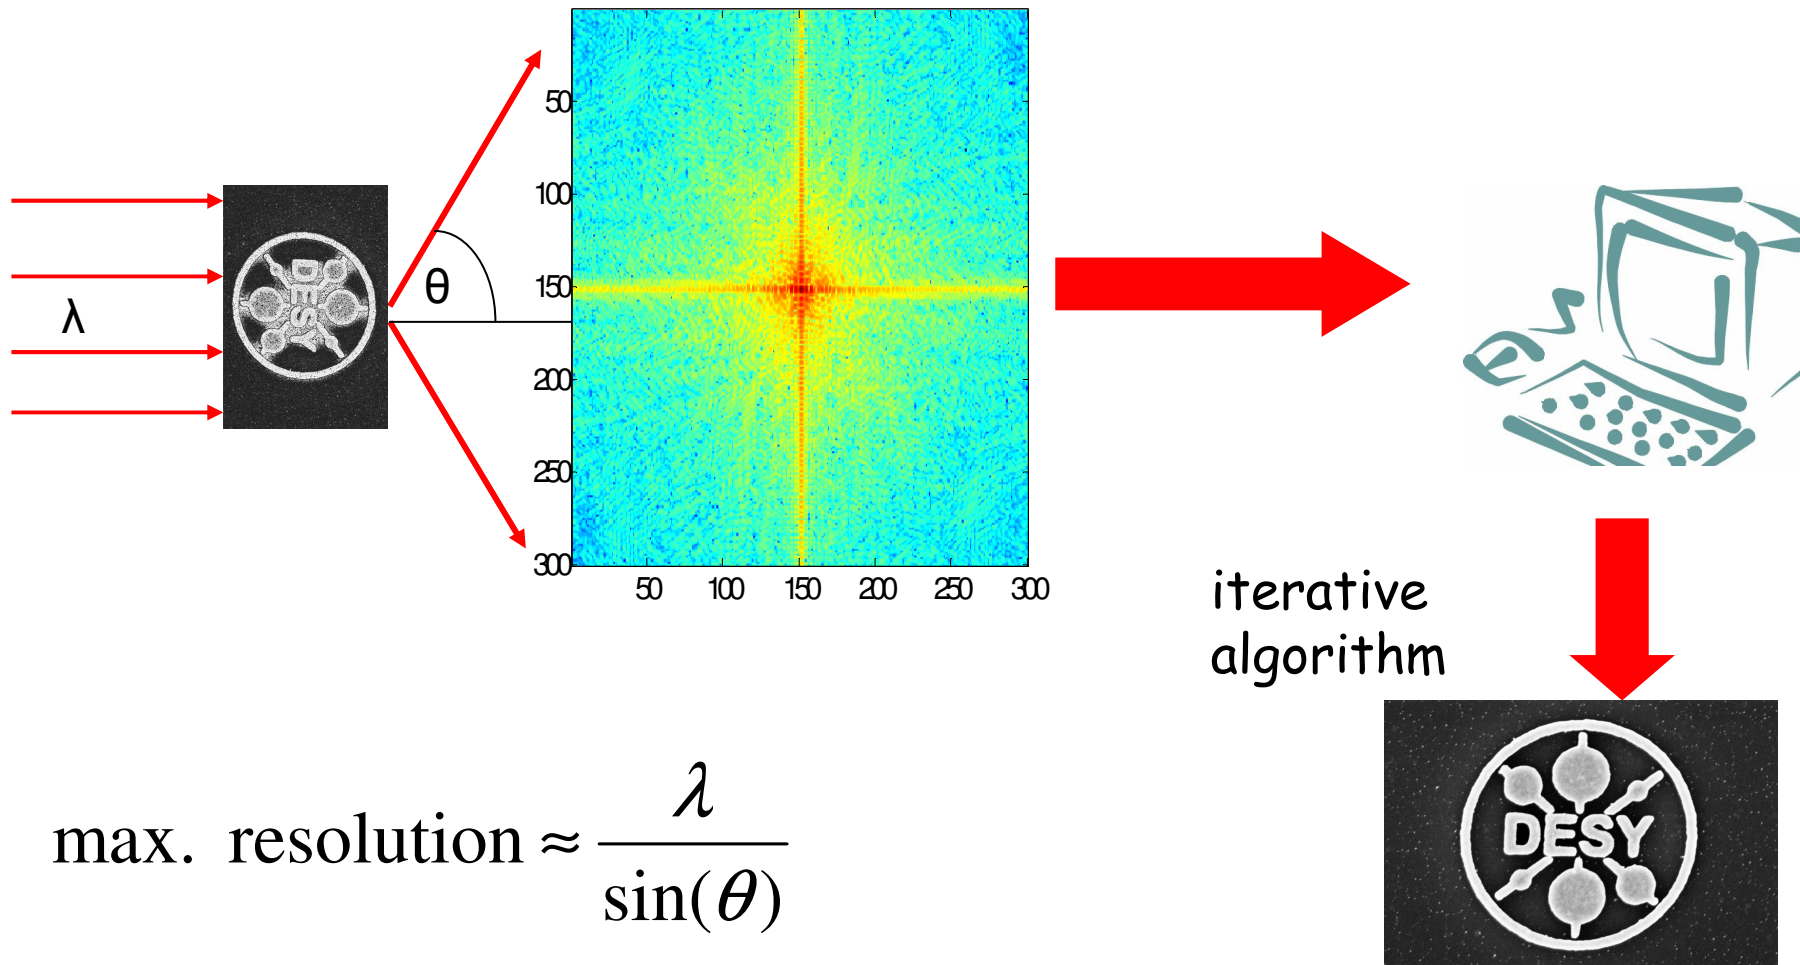 λ
DESY
θ
50
100
150
200
250
300
50 100 150 200 250 300
iterative
algorithm
max. resolution ≈ λ / sin(θ)
DESY